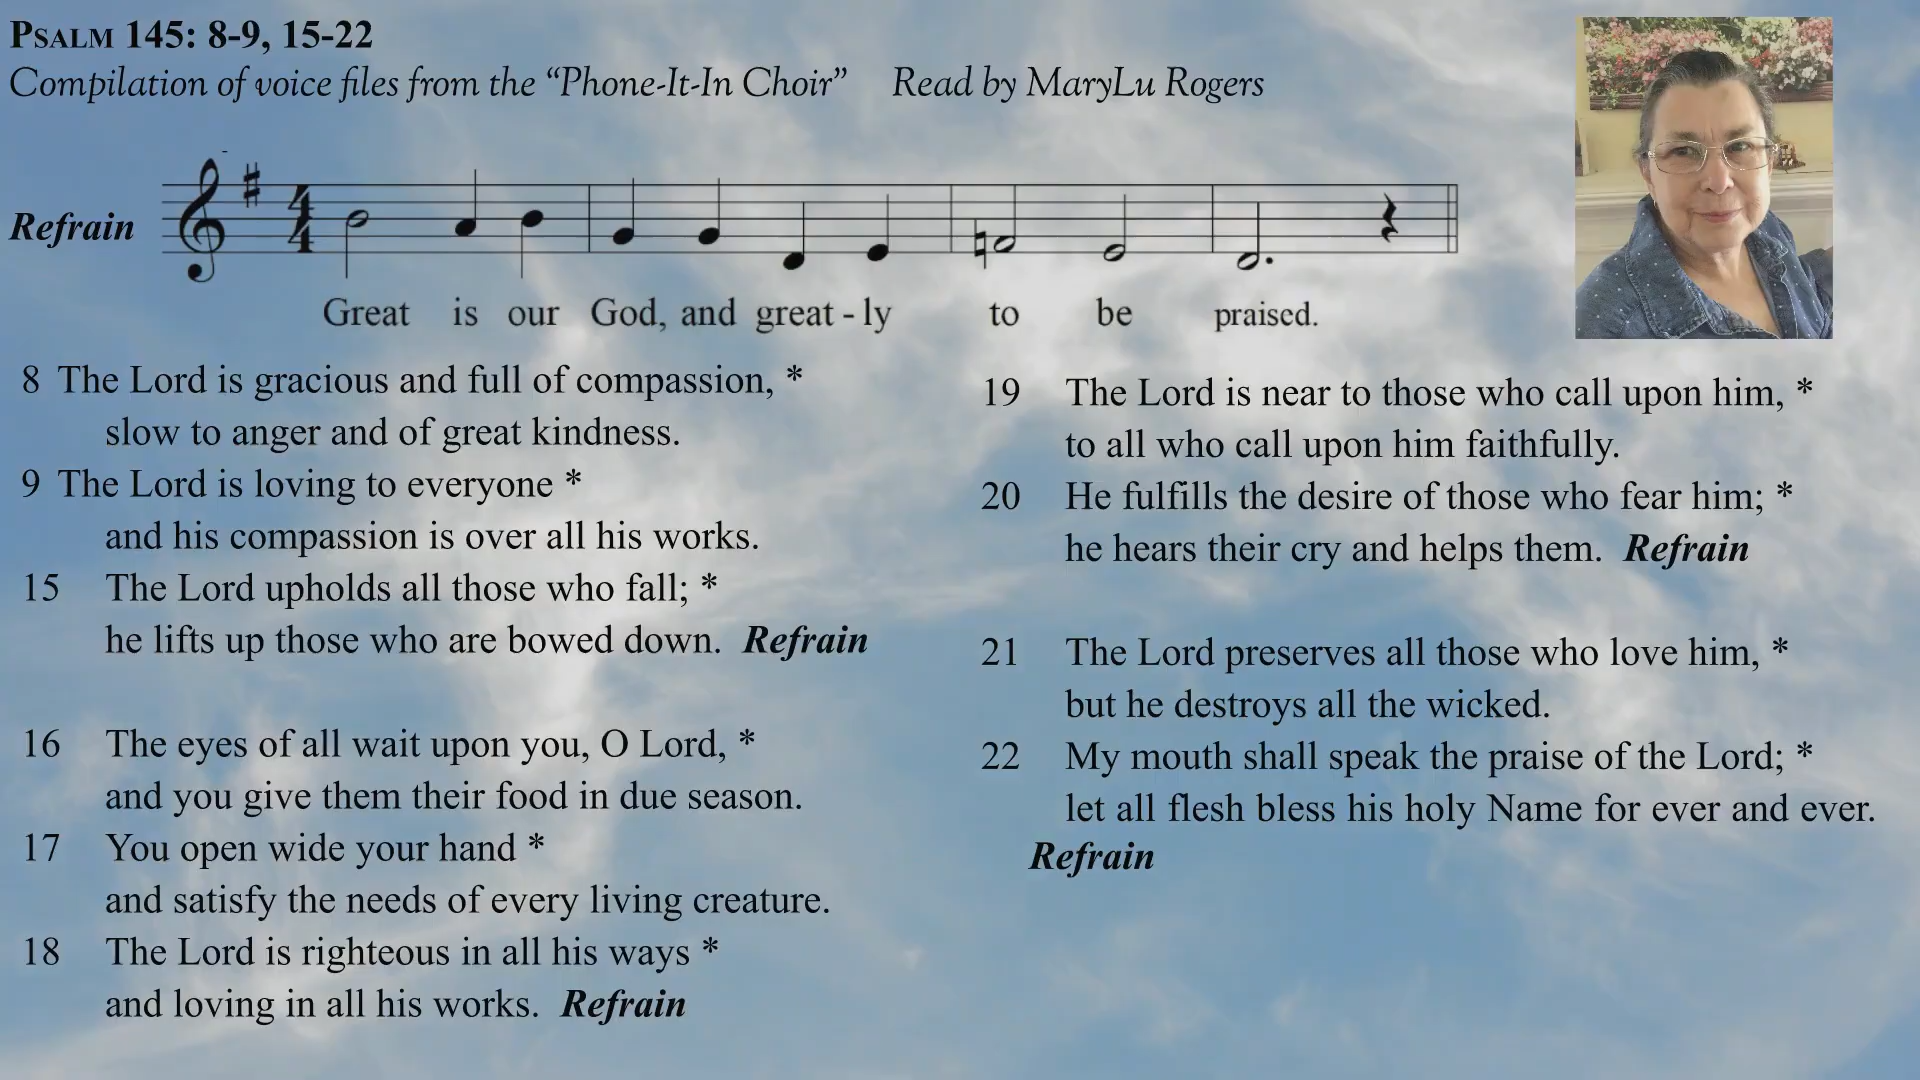 PSALM 145: 8-9, 15-22
Compilation of voice files from the “Phone-It-In Choir” Read by MaryLu Rogers
Refrain
4
4
Great is our God, and great - ly to be praised.
8 The Lord is gracious and full of compassion, *
slow to anger and of great kindness.
9 The Lord is loving to everyone *
and his compassion is over all his works.
15 The Lord upholds all those who fall; *
he lifts up those who are bowed down. Refrain
16 The eyes of all wait upon you, O Lord, *
and you give them their food in due season.
17 You open wide your hand *
and satisfy the needs of every living creature.
18 The Lord is righteous in all his ways *
and loving in all his works. Refrain
19 The Lord is near to those who call upon him, *
to all who call upon him faithfully.
20 He fulfills the desire of those who fear him; *
he hears their cry and helps them. Refrain
21 The Lord preserves all those who love him, *
but he destroys all the wicked.
22 My mouth shall speak the praise of the Lord; *
let all flesh bless his holy Name for ever and ever.
Refrain